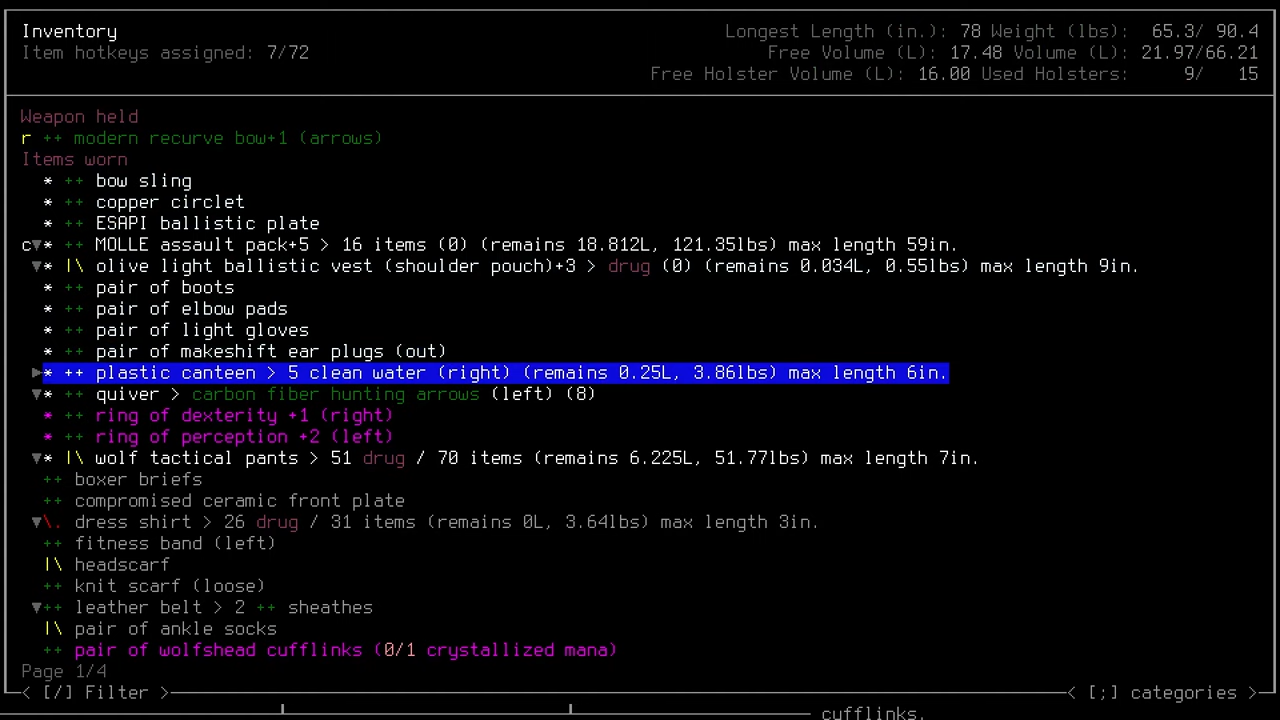 Inventory Longest Length (in.): 78 Weight (lbs): 65.3/ 90.4
Item hotkeys assigned: 7/72 Free Volume (L): 17.48 Volume (L): 21.97/66.21
Free Holster Volume (L): 16.00 Used Holsters: 9/ 15
Weapon held
r ++ modern recurve bow+1 (arrows)
Items worn
* ++ bow sling
* ++ copper circlet
* ++ ESAPI ballistic plate
c▼* ++ MOLLE assault pack+5 > 16 items (0) (remains 18.812L, 121.35lbs) max length 59in.
▼* |\ olive light ballistic vest (shoulder pouch)+3 > drug (0) (remains 0.034L, 0.55lbs) max length 9in.
* ++ pair of boots
* ++ pair of elbow pads
* ++ pair of light gloves
* ++ pair of makeshift ear plugs (out)
▶* ++ plastic canteen > 5 clean water (right) (remains 0.25L, 3.86lbs) max length 6in.
▼* ++ quiver > carbon fiber hunting arrows (left) (8)
* ++ ring of dexterity +1 (right)
* ++ ring of perception +2 (left)
▼* |\ wolf tactical pants > 51 drug / 70 items (remains 6.225L, 51.77lbs) max length 7in.
++ boxer briefs
++ compromised ceramic front plate
▼\. dress shirt > 26 drug / 31 items (remains 0L, 3.64lbs) max length 3in.
++ fitness band (left)
|\ headscarf
++ knit scarf (loose)
▼++ leather belt > 2 ++ sheathes
|\ pair of ankle socks
++ pair of wolfshead cufflinks (0/1 crystallized mana)
Page 1/4
< [/] Filter > < [;] categories >
cufflinks.